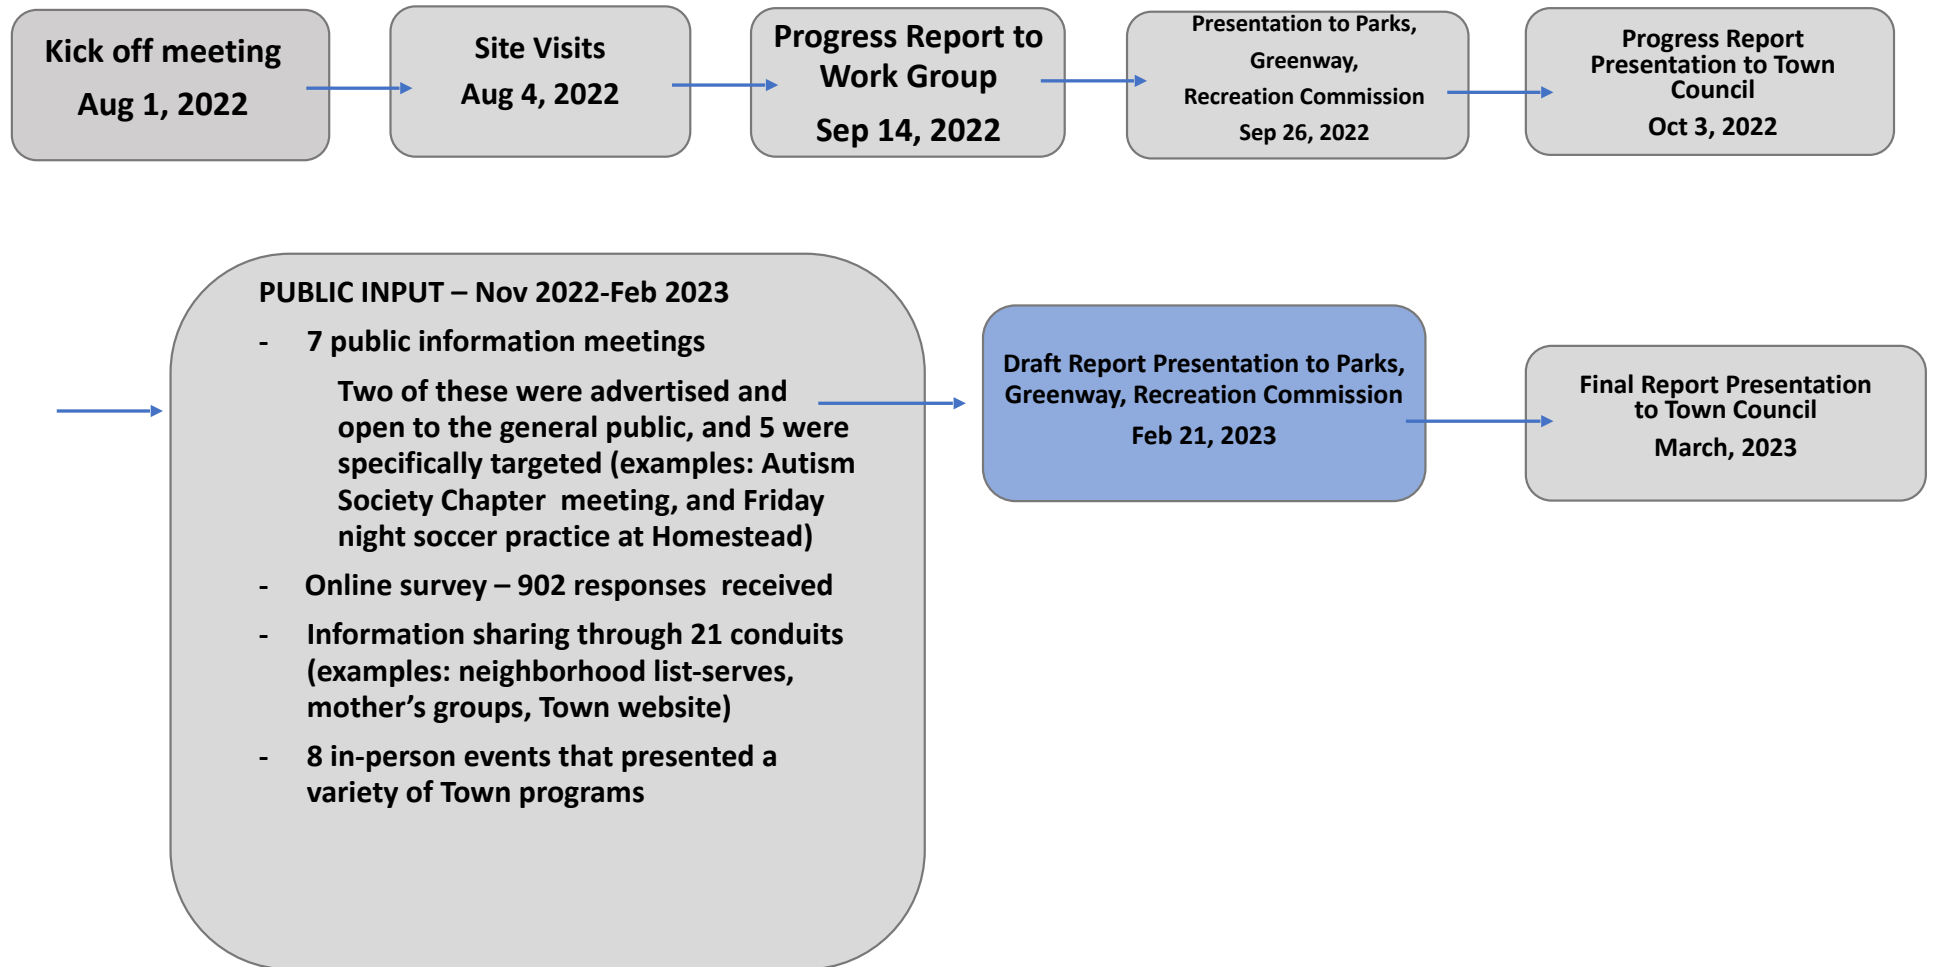 Kick off meeting
Aug 1, 2022
Site Visits
Aug 4, 2022
Progress Report to
Work Group
Sep 14, 2022
Presentation to Parks,
Greenway,
Recreation Commission
Sep 26, 2022
Progress Report
Presentation to Town
Council
Oct 3, 2022
PUBLIC INPUT – Nov 2022-Feb 2023
- 7 public information meetings
Two of these were advertised and
open to the general public, and 5 were
specifically targeted (examples: Autism
Society Chapter meeting, and Friday
night soccer practice at Homestead)
- Online survey – 902 responses received
- Information sharing through 21 conduits
(examples: neighborhood list-serves,
mother’s groups, Town website)
- 8 in-person events that presented a
variety of Town programs
Draft Report Presentation to Parks,
Greenway, Recreation Commission
Feb 21, 2023
Final Report Presentation
to Town Council
March, 2023